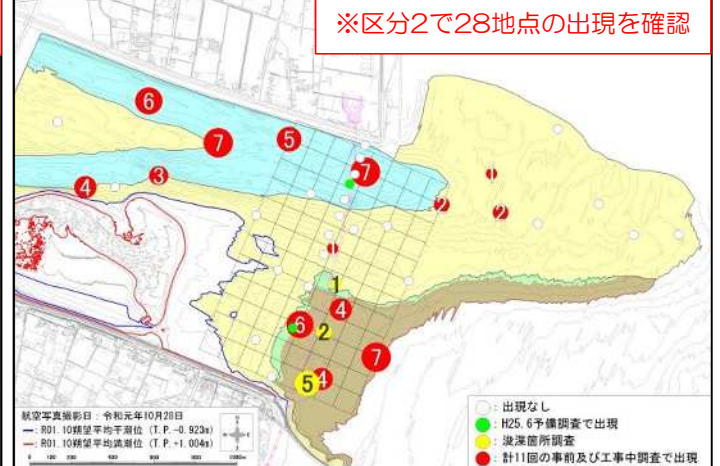 ※区分2で28地点の出現を確認
6
7
5
7
4
3
2
2
1
4
6
2
7
5
4
航空写真撮影日：令和元年10月28日
：R01.10期望平均干潮位（T.P.-0.923m）
：R01.10期望平均満潮位（T.P.+1.004m）
：出現なし
：H25.6予備調査で出現
：浚渫箇所調査
：計11回の事前及び工事中調査で出現